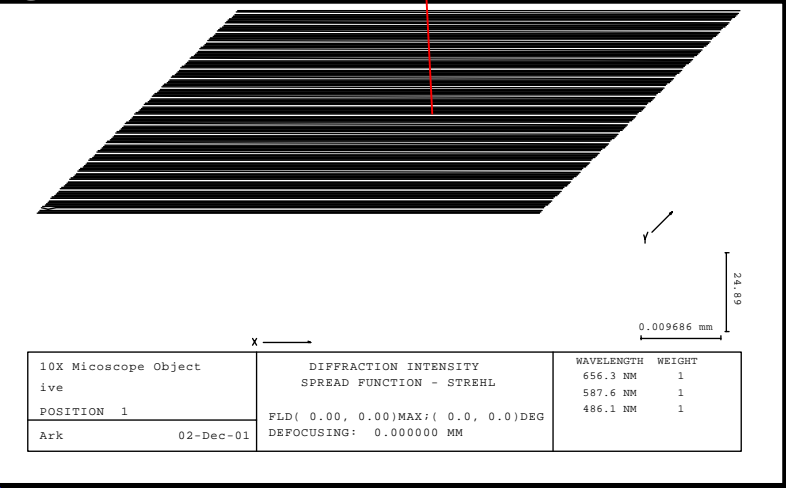 Y
24.89
0.009686 mm
X
10X Micoscope Object
ive
POSITION 1
Ark 02-Dec-01
DIFFRACTION INTENSITY
SPREAD FUNCTION - STREHL
FLD( 0.00, 0.00)MAX;( 0.0, 0.0)DEG
DEFOCUSING: 0.000000 MM
WAVELENGTH WEIGHT
656.3 NM 1
587.6 NM 1
486.1 NM 1